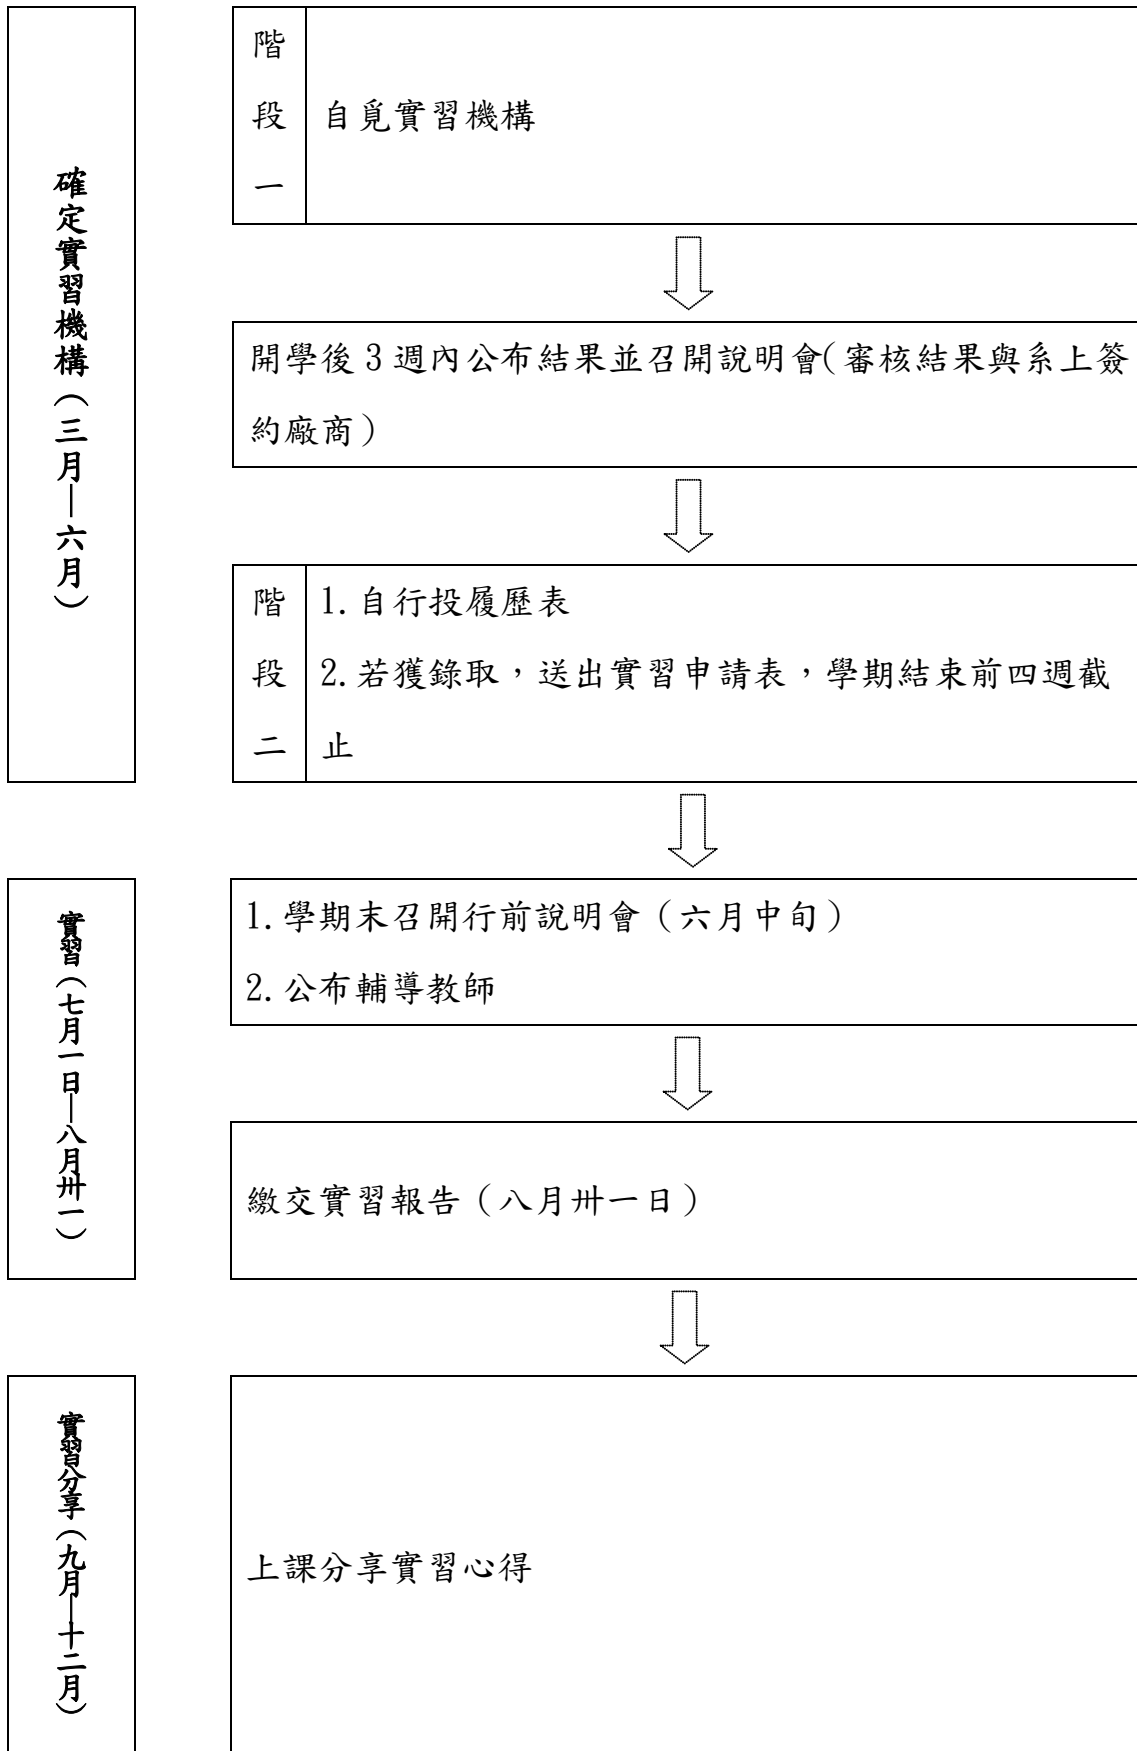 確定實習機構（三月—六月）
階段一
自覓實習機構
開學後 3 週內公布結果並召開說明會(審核結果與系上簽
約廠商)
階段二
1.自行投履歷表
2.若獲錄取，送出實習申請表，學期結束前四週截
止
實習（七月一日—八月卅一）
1.學期末召開行前說明會（六月中旬）
2.公布輔導教師
繳交實習報告（八月卅一日）
實習分享（九月—十二月）
上課分享實習心得